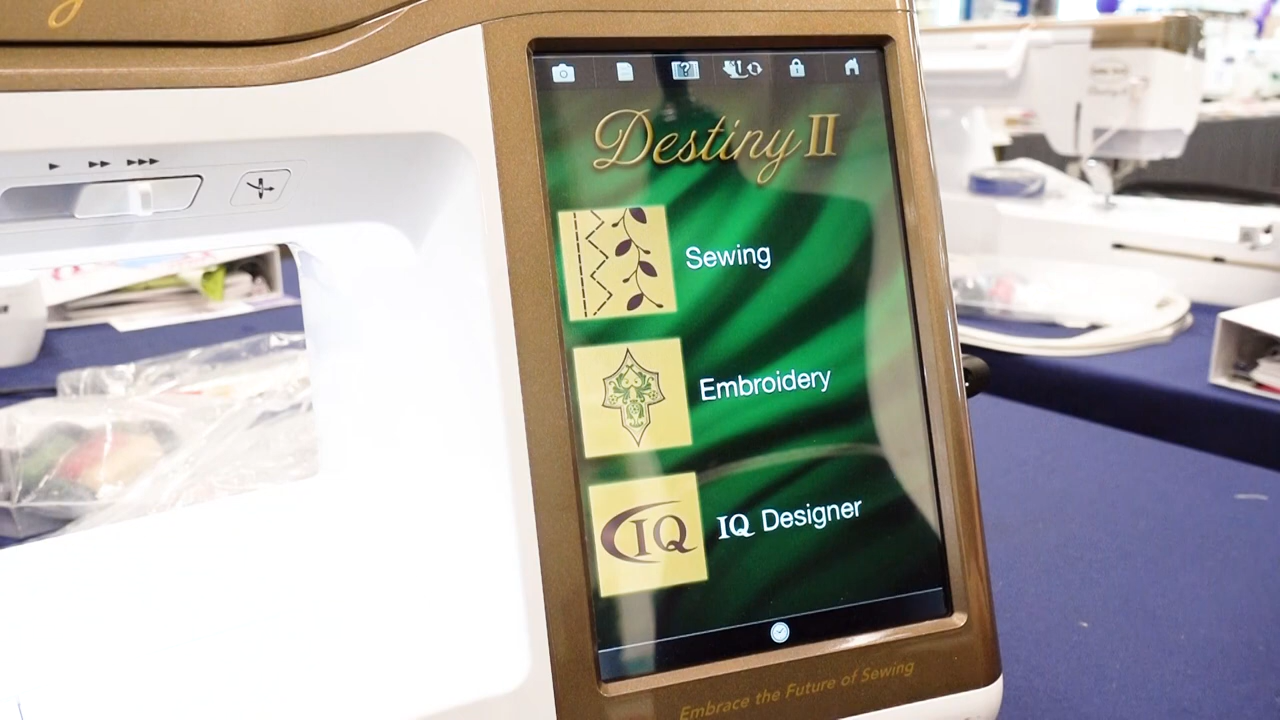 Destiny II
Sewing
Embroidery
IQ
IQ Designer
Embrace the Future of Sewing